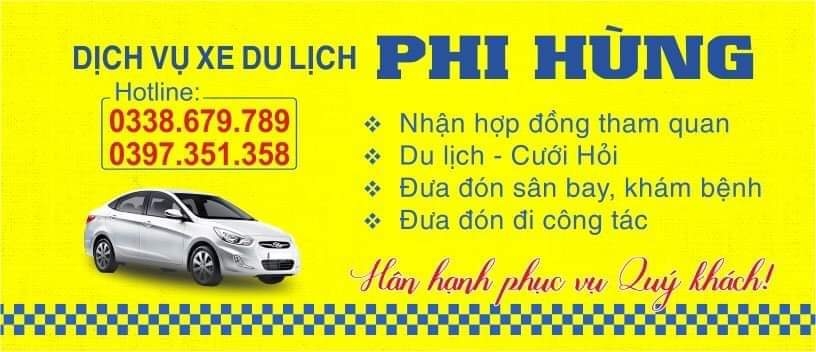 DỊCH VỤ XE DU LỊCH PHI HÙNG
Hotline:
0338.679.789
0397.351.358
❖ Nhận hợp đồng tham quan
❖ Du lịch - Cưới Hỏi
❖ Đưa đón sân bay, khám bệnh
❖ Đưa đón đi công tác
Hân hạnh phục vụ Quý khách!